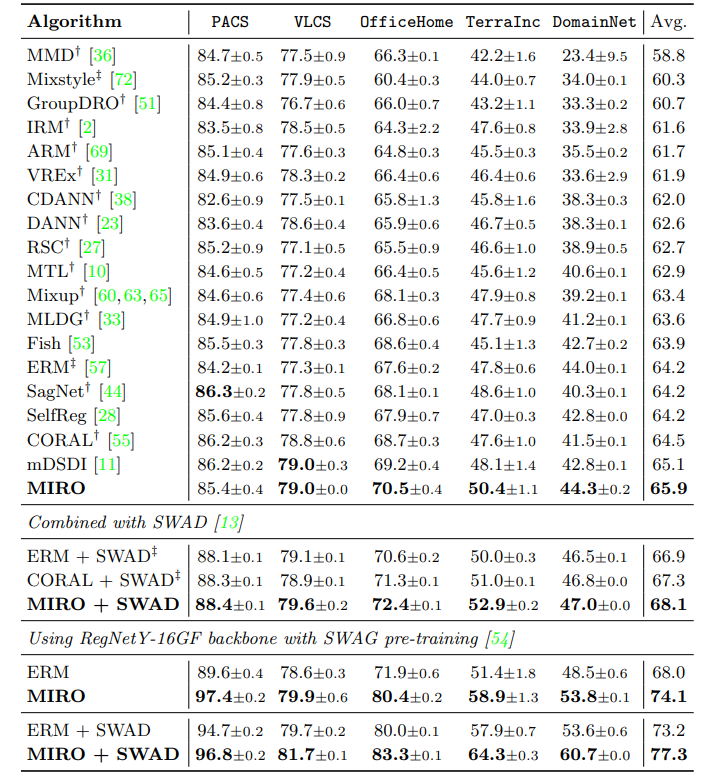 Algorithm PACS VLCS OfficeHome TerraInc DomainNet Avg.
MMD† [36] 84.7±0.5 77.5±0.9 66.3±0.1 42.2±1.6 23.4±9.5 58.8
Mixstyle‡ [72] 85.2±0.3 77.9±0.5 60.4±0.3 44.0±0.7 34.0±0.1 60.3
GroupDRO† [51] 84.4±0.8 76.7±0.6 66.0±0.7 43.2±1.1 33.3±0.2 60.7
IRM† [2] 83.5±0.8 78.5±0.5 64.3±2.2 47.6±0.8 33.9±2.8 61.6
ARM† [69] 85.1±0.4 77.6±0.3 64.8±0.3 45.5±0.3 35.5±0.2 61.7
VREx† [31] 84.9±0.6 78.3±0.2 66.4±0.6 46.4±0.6 33.6±2.9 61.9
CDANN† [38] 82.6±0.9 77.5±0.1 65.8±1.3 45.8±1.6 38.3±0.3 62.0
DANN† [23] 83.6±0.4 78.6±0.4 65.9±0.6 46.7±0.5 38.3±0.1 62.6
RSC† [27] 85.2±0.9 77.1±0.5 65.5±0.9 46.6±1.0 38.9±0.5 62.7
MTL† [10] 84.6±0.5 77.2±0.4 66.4±0.5 45.6±1.2 40.6±0.1 62.9
Mixup† [60, 63, 65] 84.6±0.6 77.4±0.6 68.1±0.3 47.9±0.8 39.2±0.1 63.4
MLDG† [33] 84.9±1.0 77.2±0.4 66.8±0.6 47.7±0.9 41.2±0.1 63.6
Fish [53] 85.5±0.3 77.8±0.3 68.6±0.4 45.1±1.3 42.7±0.2 63.9
ERM‡ [57] 84.2±0.1 77.3±0.1 67.6±0.2 47.8±0.6 44.0±0.1 64.2
SagNet† [44] 86.3±0.2 77.8±0.5 68.1±0.1 48.6±1.0 40.3±0.1 64.2
SelfReg [28] 85.6±0.4 77.8±0.9 67.9±0.7 47.0±0.3 42.8±0.0 64.2
CORAL† [55] 86.2±0.3 78.8±0.6 68.7±0.3 47.6±1.0 41.5±0.1 64.5
mDSDI [11] 86.2±0.2 79.0±0.3 69.2±0.4 48.1±1.4 42.8±0.1 65.1
MIRO 85.4±0.4 79.0±0.0 70.5±0.4 50.4±1.1 44.3±0.2 65.9
Combined with SWAD [13]
ERM + SWAD‡ 88.1±0.1 79.1±0.1 70.6±0.2 50.0±0.3 46.5±0.1 66.9
CORAL + SWAD‡ 88.3±0.1 78.9±0.1 71.3±0.1 51.0±0.1 46.8±0.0 67.3
MIRO + SWAD 88.4±0.1 79.6±0.2 72.4±0.1 52.9±0.2 47.0±0.0 68.1
Using RegNetY-16GF backbone with SWAG pre-training [54]
ERM 89.6±0.4 78.6±0.3 71.9±0.6 51.4±1.8 48.5±0.6 68.0
MIRO 97.4±0.2 79.9±0.6 80.4±0.2 58.9±1.3 53.8±0.1 74.1
ERM + SWAD 94.7±0.2 79.7±0.2 80.0±0.1 57.9±0.7 53.6±0.6 73.2
MIRO + SWAD 96.8±0.2 81.7±0.1 83.3±0.1 64.3±0.3 60.7±0.0 77.3